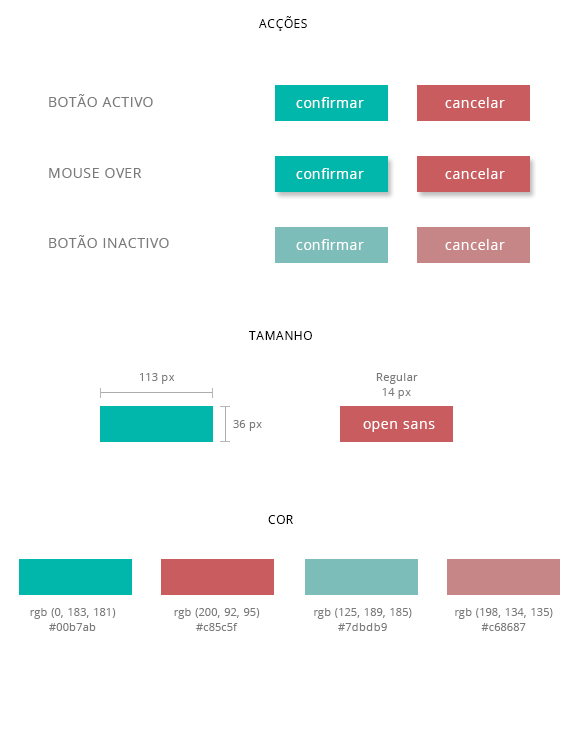 ACÇÕES
BOTÃO ACTIVO
confirmar
cancelar
MOUSE OVER
confirmar
cancelar
BOTÃO INACTIVO
confirmar
cancelar
TAMANHO
113 px
36 px
Regular
14 px
open sans
COR
rgb (0, 183, 181)
#00b7ab
rgb (200, 92, 95)
#c85c5f
rgb (125, 189, 185)
#7dbdb9
rgb (198, 134, 135)
#c68687